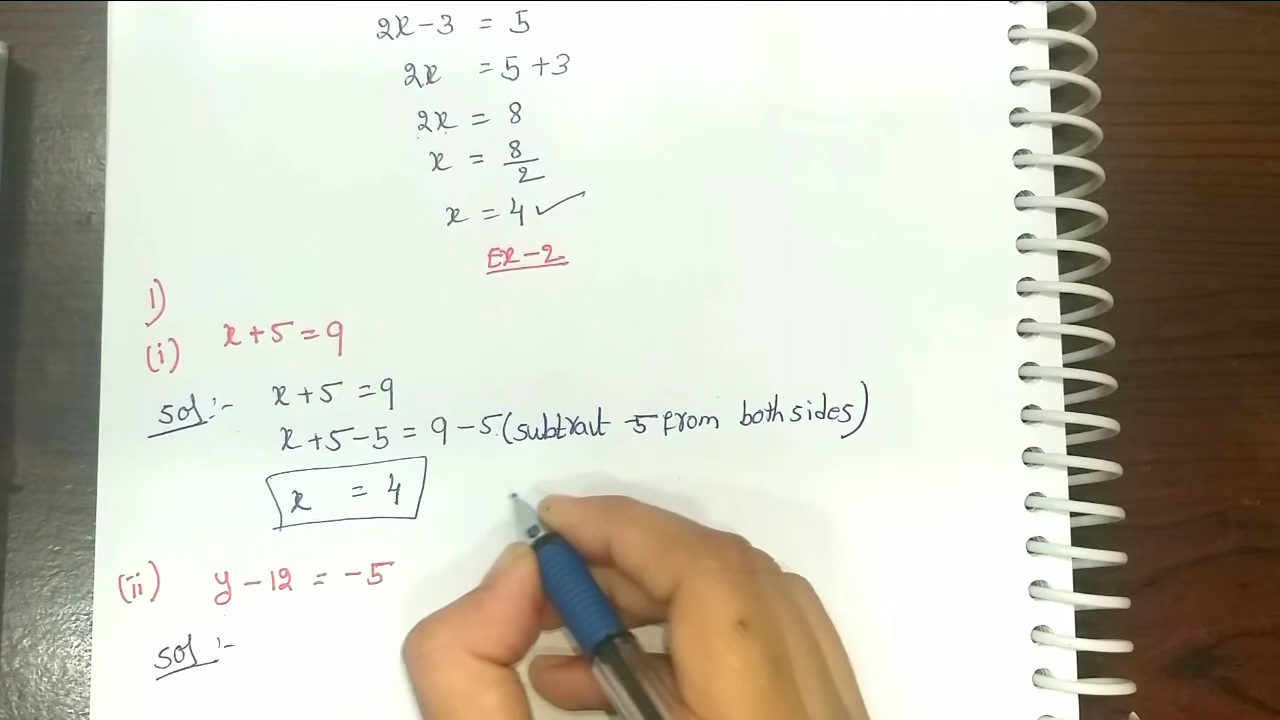 2x-3 = 5
2x = 5+3
2x = 8
x = 8/2
x = 4 ✓
Ex-2
1)
(i) x+5=9
Sol:- x+5 =9
x+5-5 = 9-5 (subtract 5 from both sides)
x = 4
(ii) y-12 = -5
Sol:-